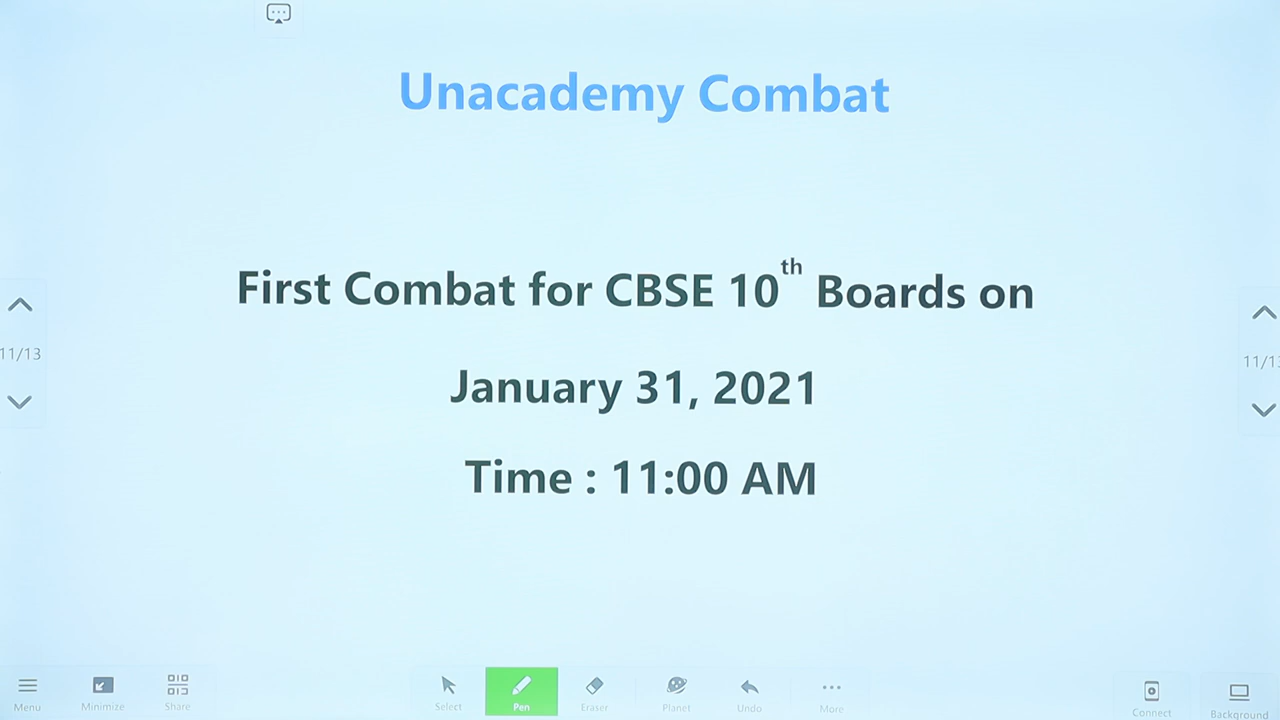 Unacademy Combat
First Combat for CBSE 10th Boards on
January 31, 2021
Time : 11:00 AM
11/13
11/13
Menu
Minimize
Share
Select
Pen
Eraser
Planet
Undo
More
Connect
Background